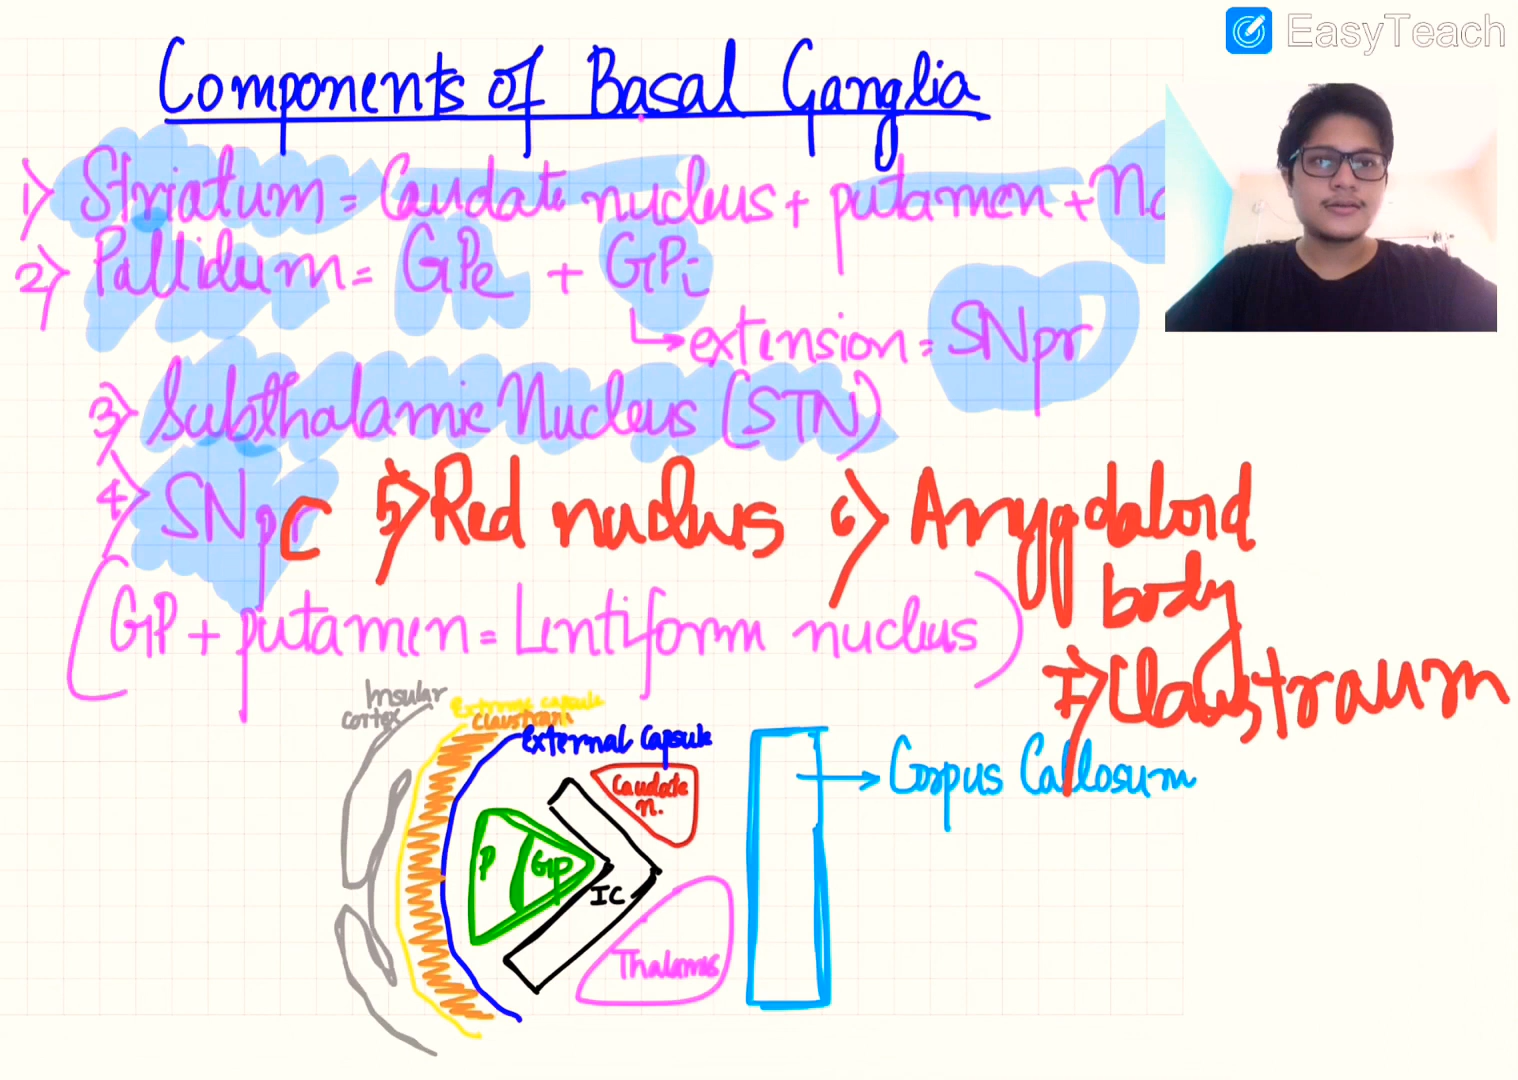 EasyTeach
Components of Basal Ganglia
1) Striatum = Caudate nucleus + putamen + Na
2) Pallidum = GPe + GPi
↳ extension = SNpr
3) Subthalamic Nucleus (STN)
4) SNpc 5) Red nucleus 6) Amygdaloid
body
(GP + putamen = Lentiform nucleus)
7) Claustraum
Insular
cortex
Extreme capsule
Claustram
External Capsule
Caudate
n.
→ Corpus Callosum
P GP
IC
Thalamus